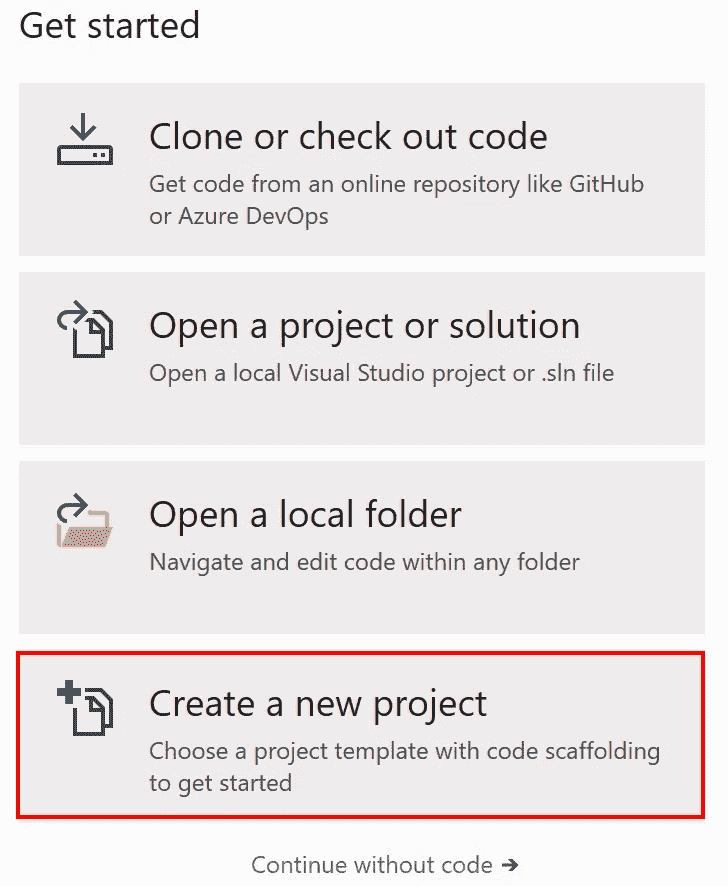 Get started
Clone or check out code
Get code from an online repository like GitHub
or Azure DevOps
Open a project or solution
Open a local Visual Studio project or .sln file
Open a local folder
Navigate and edit code within any folder
Create a new project
Choose a project template with code scaffolding
to get started
Continue without code →